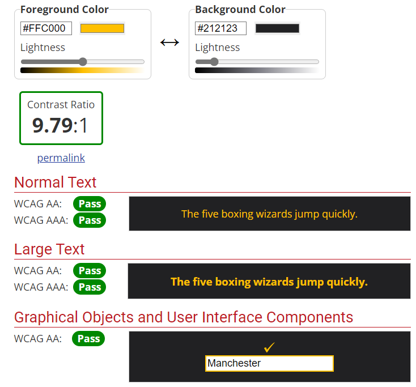 Foreground Color
#FFC000
Lightness
Background Color
#212123
Lightness
Contrast Ratio
9.79:1
permalink
Normal Text
WCAG AA: Pass
WCAG AAA: Pass
The five boxing wizards jump quickly.
Large Text
WCAG AA: Pass
WCAG AAA: Pass
The five boxing wizards jump quickly.
Graphical Objects and User Interface Components
WCAG AA: Pass
Manchester